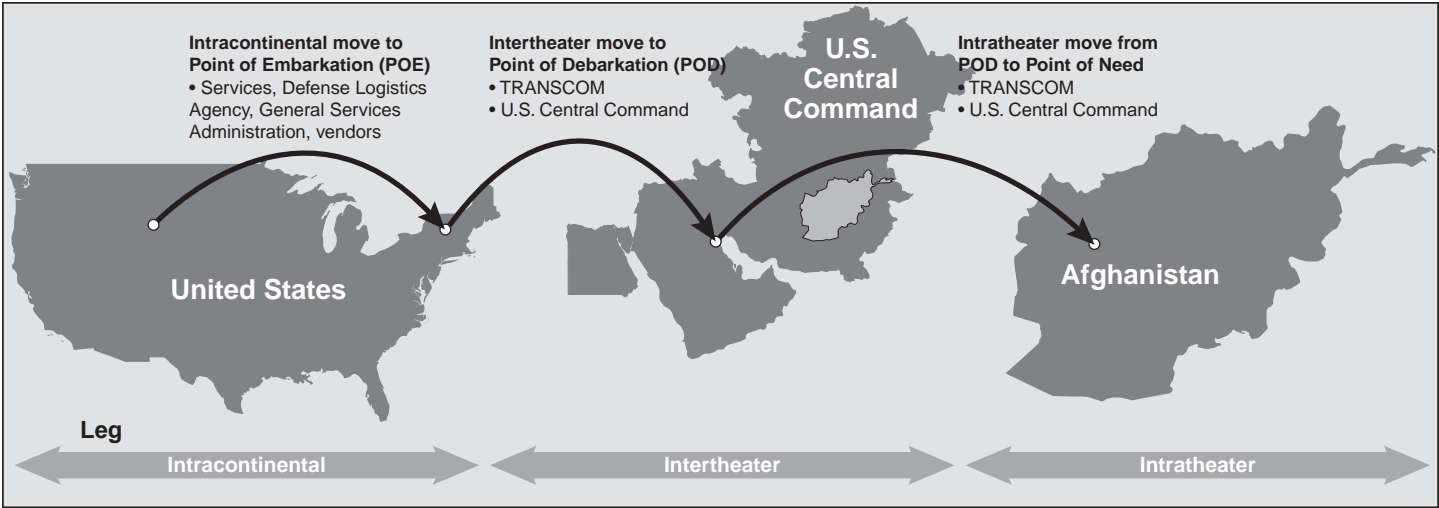 Intracontinental move to
Point of Embarkation (POE)
• Services, Defense Logistics
Agency, General Services
Administration, vendors
Intertheater move to
Point of Debarkation (POD)
• TRANSCOM
• U.S. Central Command
U.S.
Central
Command
Intratheater move from
POD to Point of Need
• TRANSCOM
• U.S. Central Command
United States
Afghanistan
Leg
Intracontinental
Intertheater
Intratheater